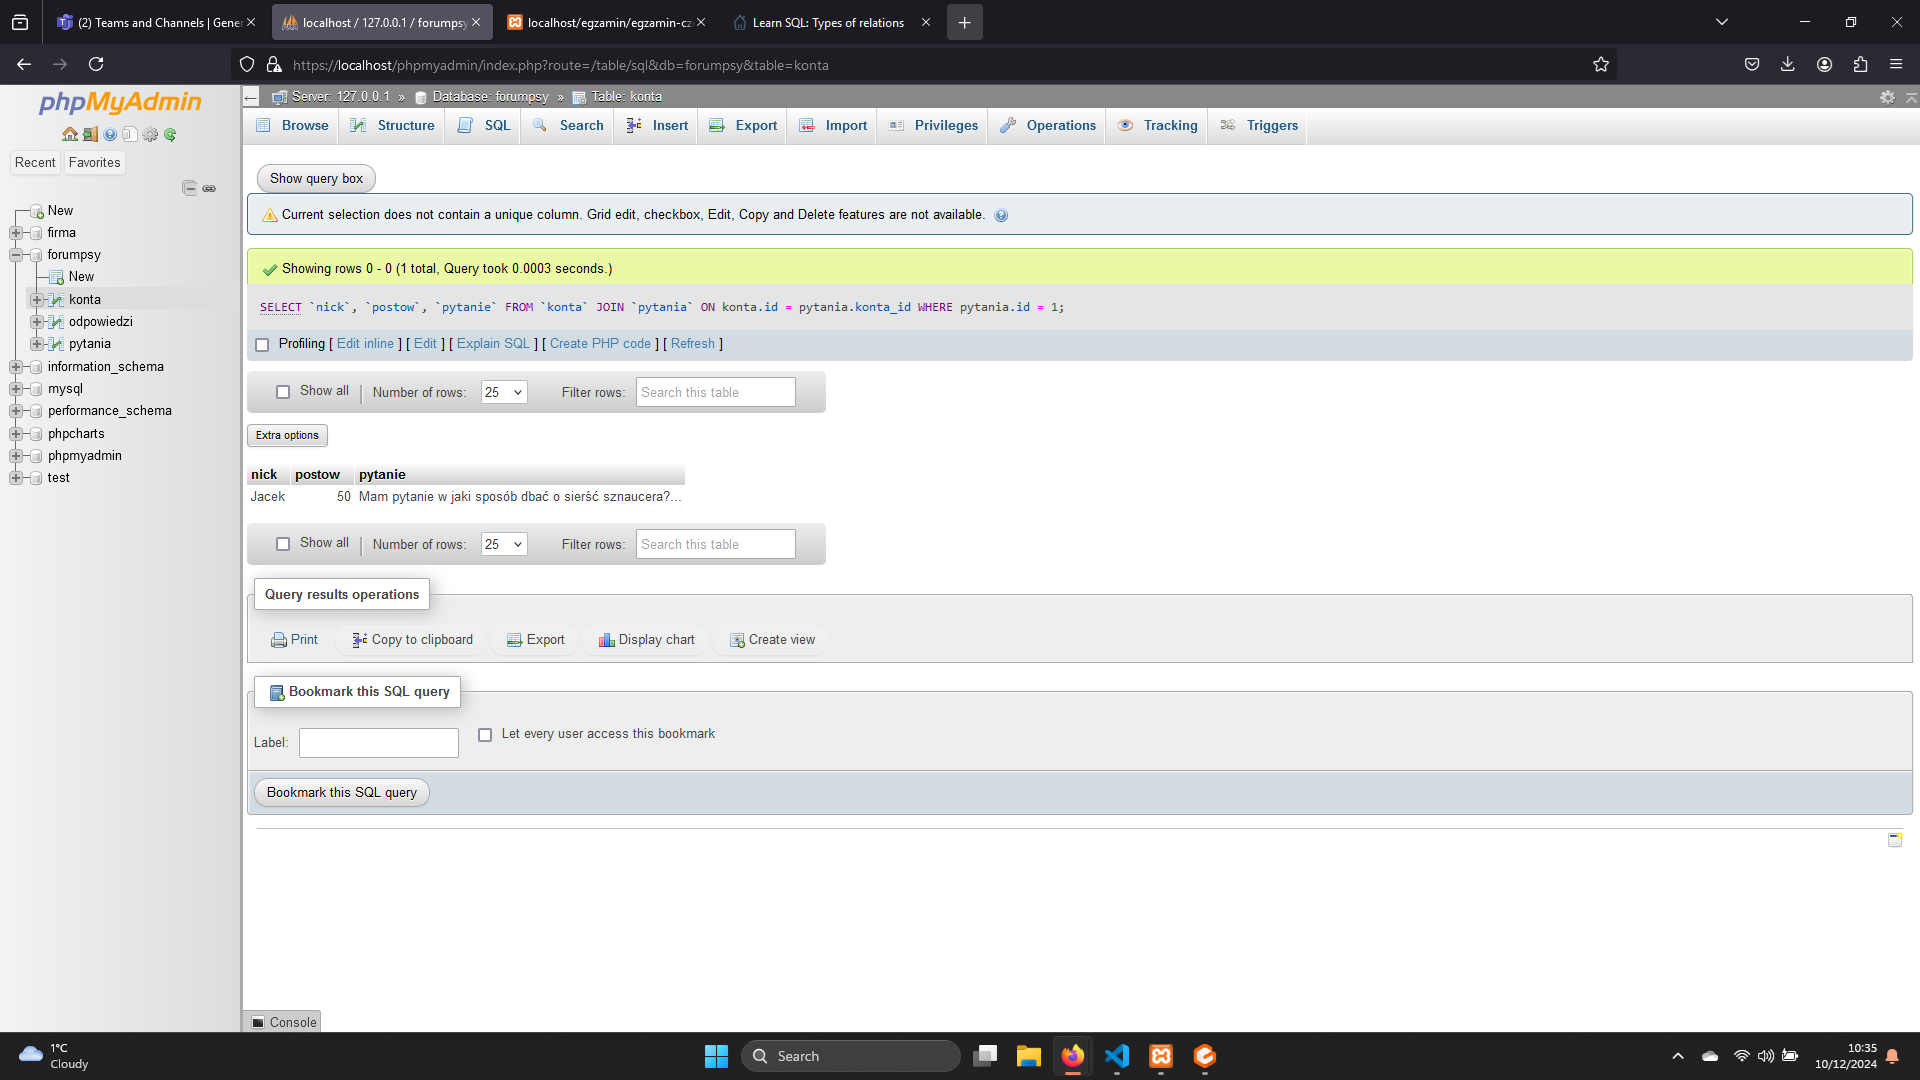 (2) Teams and Channels | Gene
localhost / 127.0.0.1 / forumpsy
localhost/egzamin/egzamin-cz
Learn SQL: Types of relations
https://localhost/phpmyadmin/index.php?route=/table/sql&db=forumpsy&table=konta
phpMyAdmin
Recent
Favorites
New
firma
forumpsy
New
konta
odpowiedzi
pytania
information_schema
mysql
performance_schema
phpcharts
phpmyadmin
test
Server: 127.0.0.1 » Database: forumpsy » Table: konta
Browse
Structure
SQL
Search
Insert
Export
Import
Privileges
Operations
Tracking
Triggers
Show query box
Current selection does not contain a unique column. Grid edit, checkbox, Edit, Copy and Delete features are not available.
Showing rows 0 - 0 (1 total, Query took 0.0003 seconds.)
SELECT `nick`, `postow`, `pytanie` FROM `konta` JOIN `pytania` ON konta.id = pytania.konta_id WHERE pytania.id = 1;
Profiling [ Edit inline ] [ Edit ] [ Explain SQL ] [ Create PHP code ] [ Refresh ]
Show all | Number of rows: 25 Filter rows: Search this table
Extra options
nick postow pytanie
Jacek 50 Mam pytanie w jaki sposób dbać o sierść sznaucera?...
Show all | Number of rows: 25 Filter rows: Search this table
Query results operations
Print
Copy to clipboard
Export
Display chart
Create view
Bookmark this SQL query
Label:
Let every user access this bookmark
Bookmark this SQL query
Console
1°C
Cloudy
Search
10:35
10/12/2024